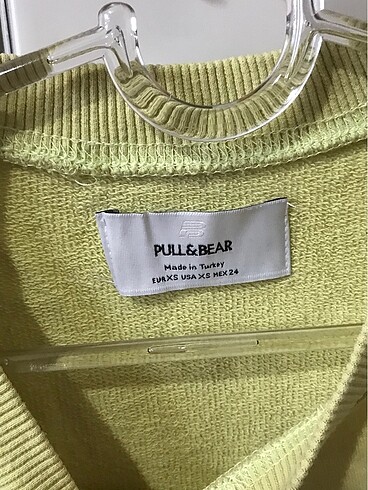 PULL&BEAR
Made in Turkey
EUR XS USA XS MEX 24